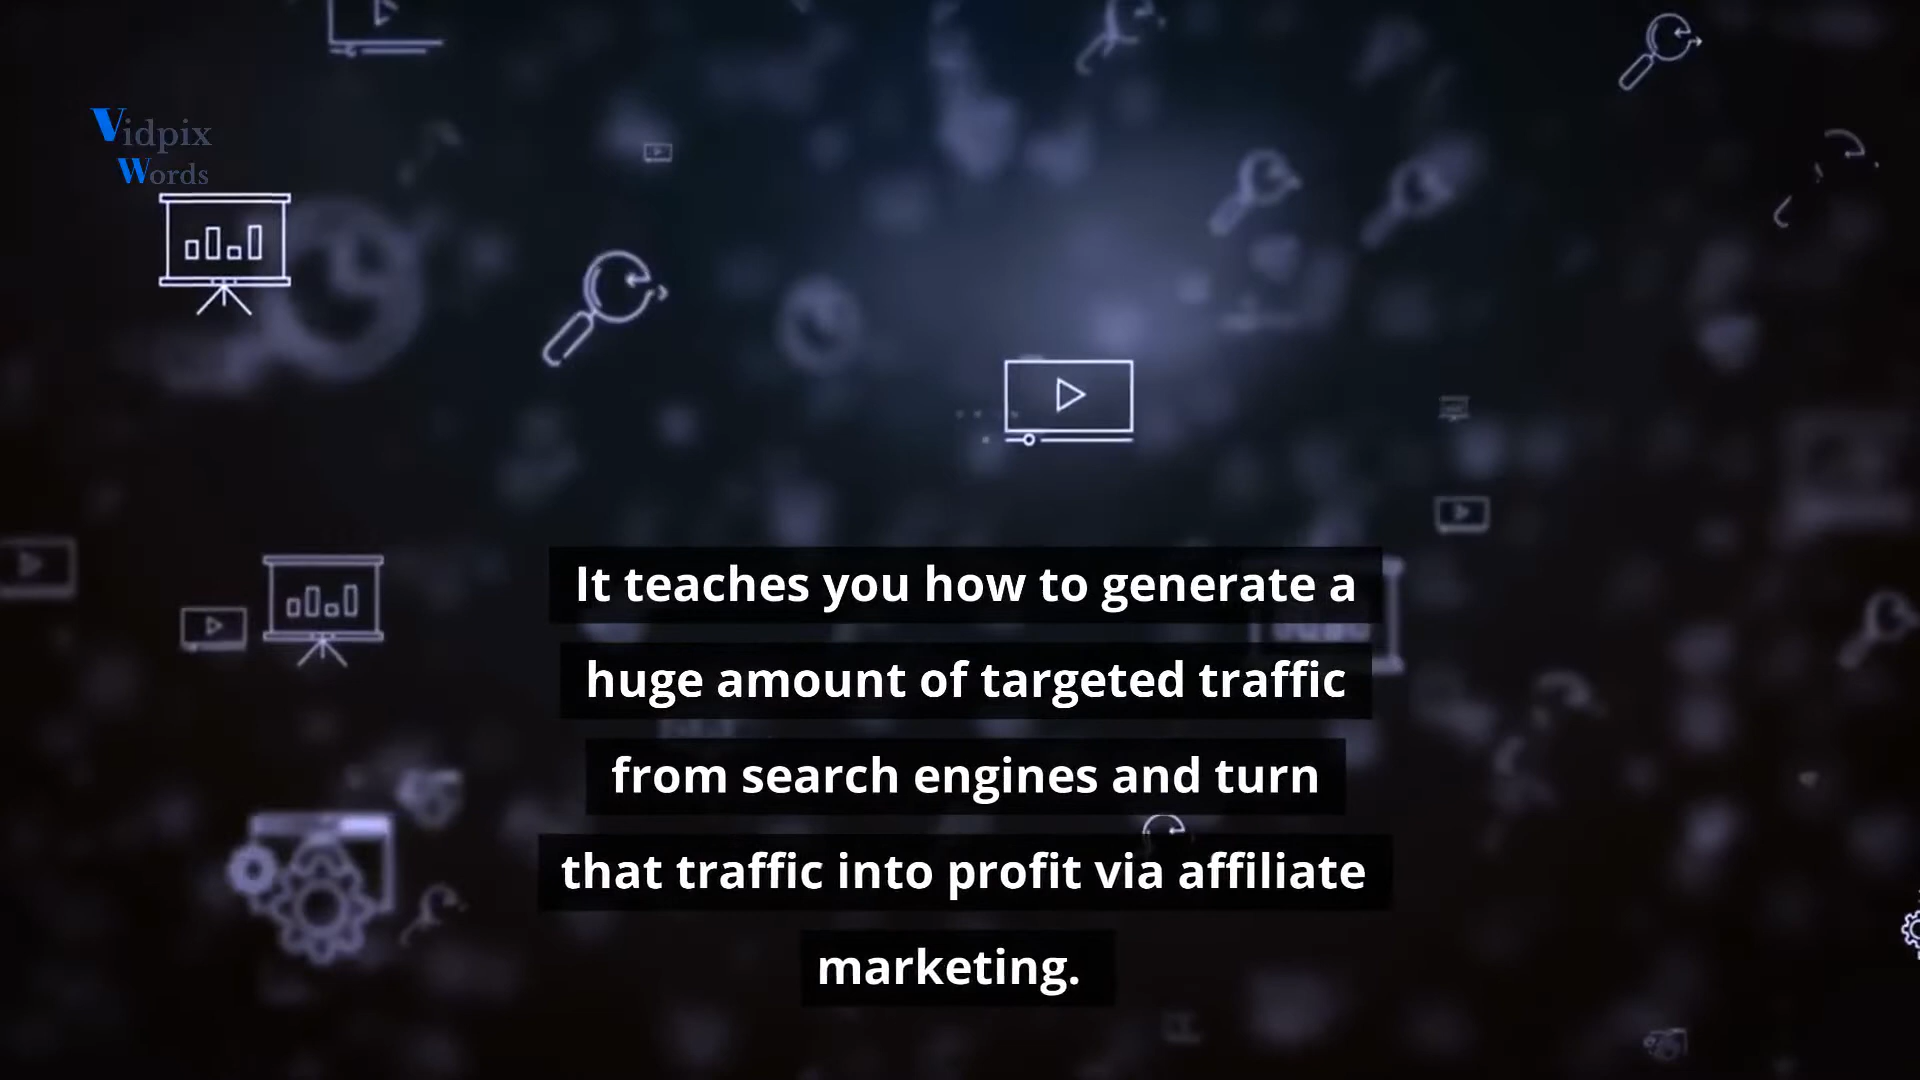 Vidpix
Words
It teaches you how to generate a
huge amount of targeted traffic
from search engines and turn
that traffic into profit via affiliate
marketing.